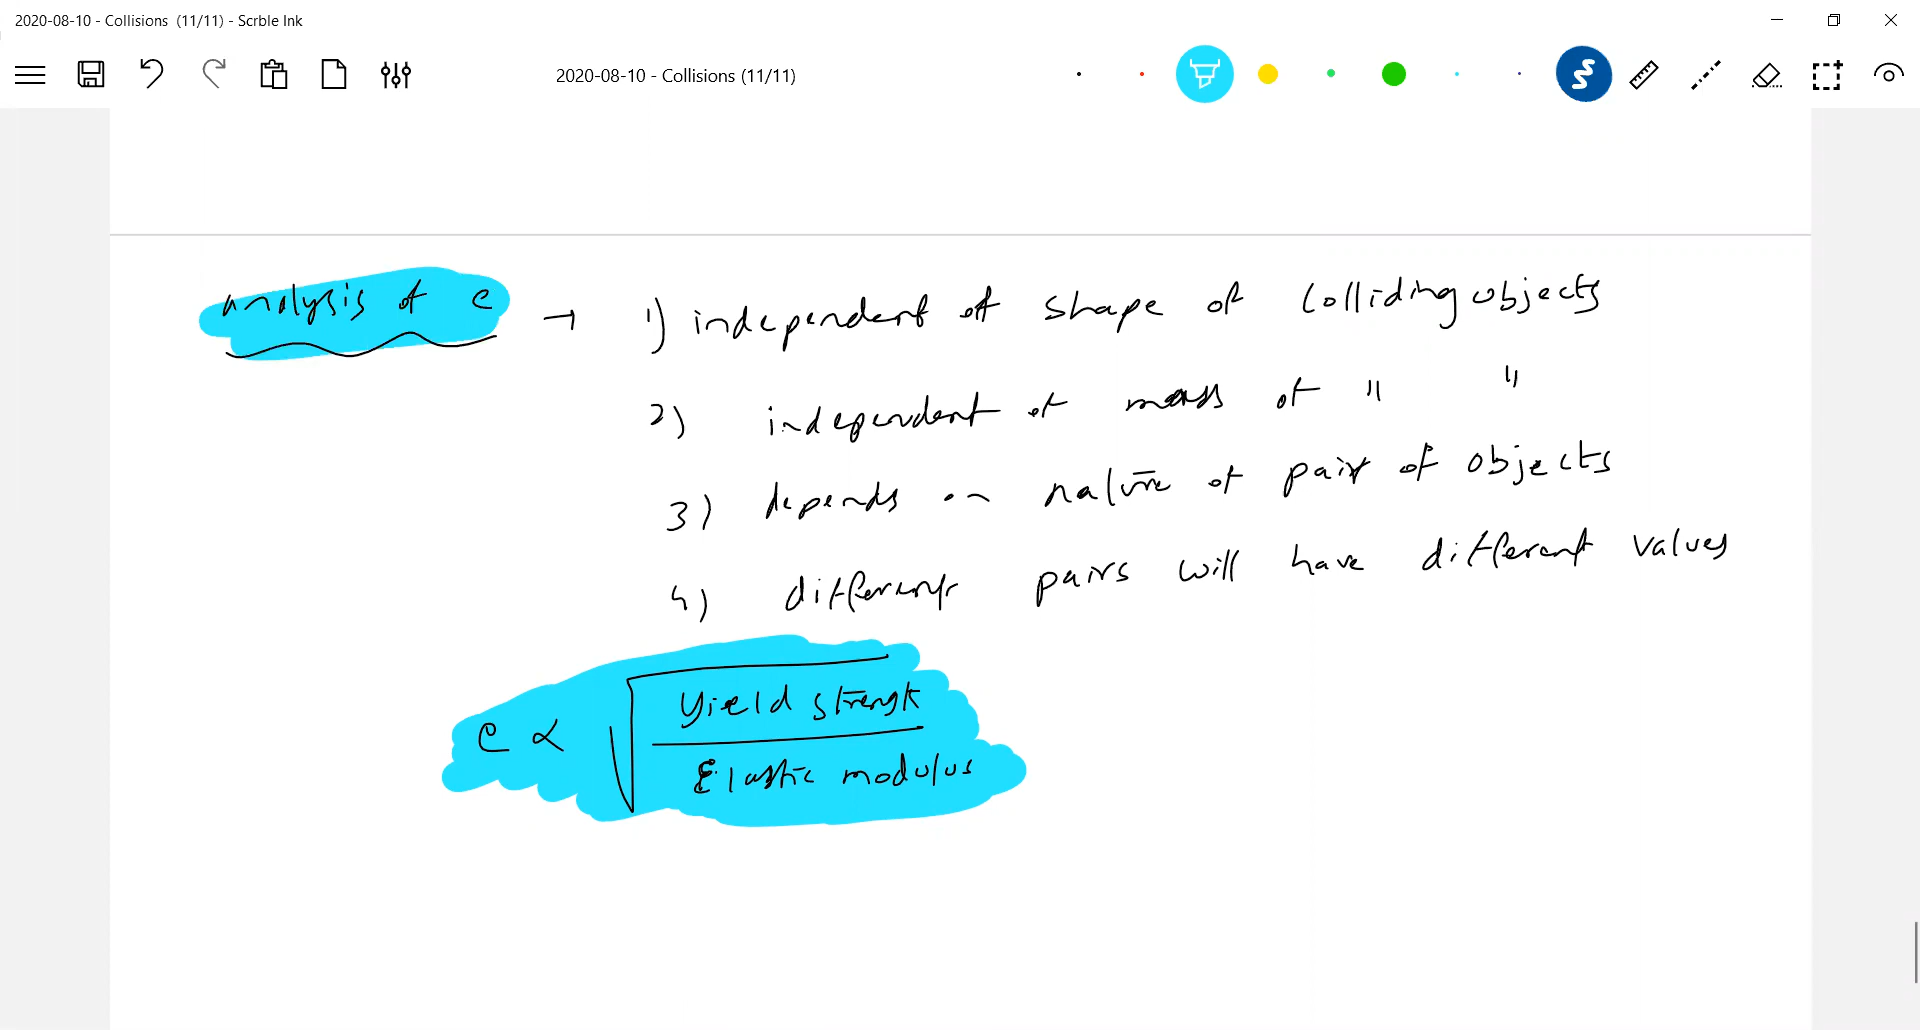 2020-08-10 - Collisions (11/11) - Scrble Ink
2020-08-10 - Collisions (11/11)
analysis of e → 1) independent of shape of colliding objects
2) independent of mass of " "
3) depends on nature of pair of objects
4) different pairs will have different values
e ∝ √
Yield strength
Elastic modulus